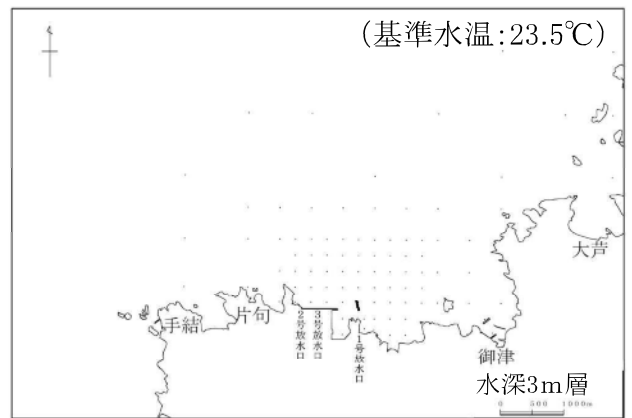 (基準水温:23.5℃)
大芦
手結
片句
2号放水口
3号放水口
1号放水口
御津
水深3m層
0 500 1000m